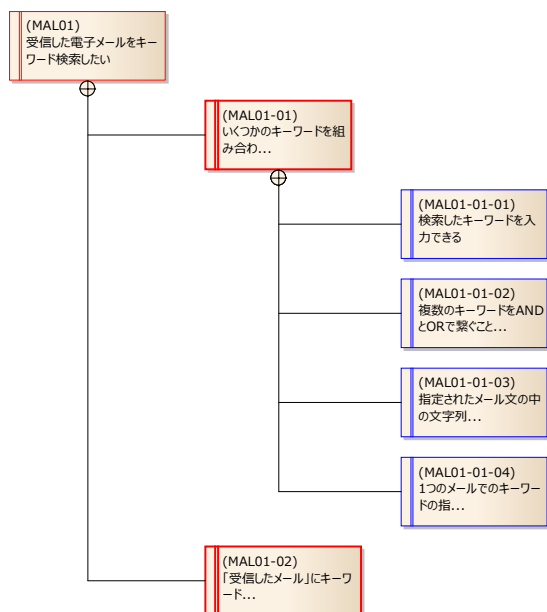 (MAL01)
受信した電子メールをキー
ワード検索したい
(MAL01-01)
いくつかのキーワードを組
み合わ...
(MAL01-01-01)
検索したキーワードを入
力できる
(MAL01-01-02)
複数のキーワードをAND
とORで繋ぐこと...
(MAL01-01-03)
指定されたメール文の中
の文字列...
(MAL01-01-04)
1つのメールでのキーワー
ドの指...
(MAL01-02)
「受信したメール」にキーワ
ード...